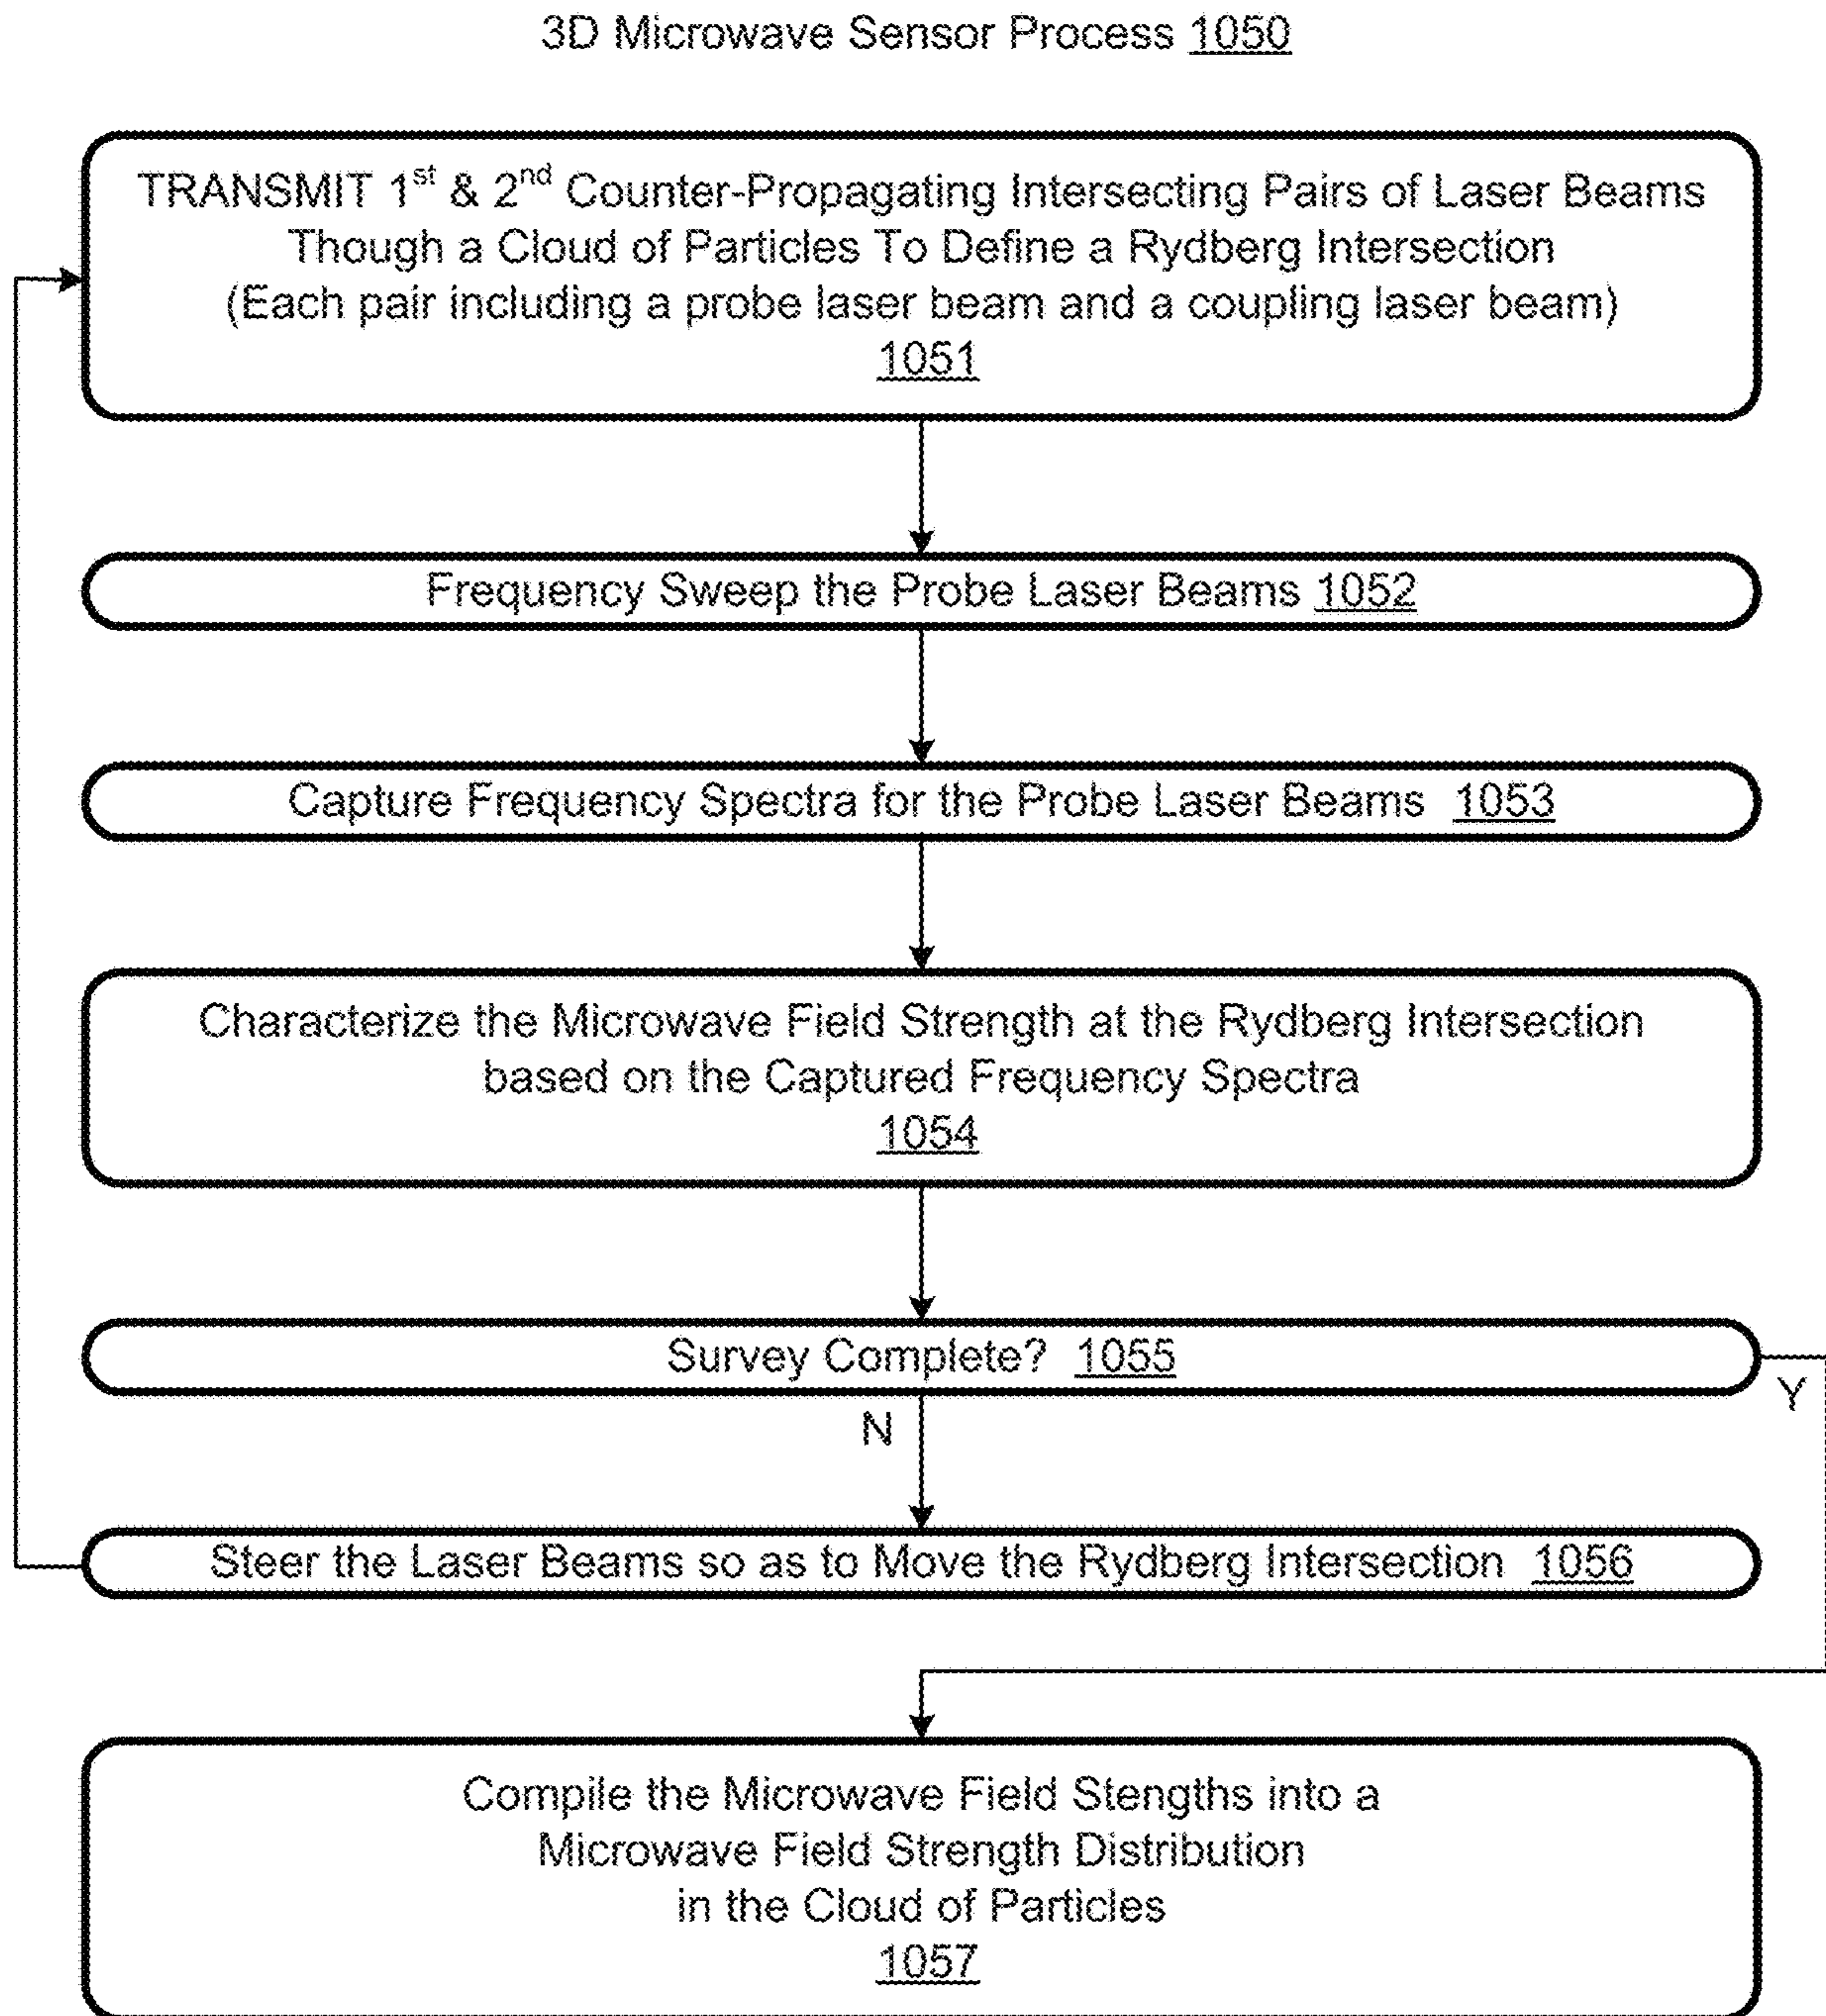 3D Microwave Sensor Process 1050
TRANSMIT 1st & 2nd Counter-Propagating Intersecting Pairs of Laser Beams
Though a Cloud of Particles To Define a Rydberg Intersection
(Each pair including a probe laser beam and a coupling laser beam)
1051
Frequency Sweep the Probe Laser Beams 1052
Capture Frequency Spectra for the Probe Laser Beams 1053
Characterize the Microwave Field Strength at the Rydberg Intersection
based on the Captured Frequency Spectra
1054
Survey Complete? 1055
Y
N
Steer the Laser Beams so as to Move the Rydberg Intersection 1056
Compile the Microwave Field Stengths into a
Microwave Field Strength Distribution
in the Cloud of Particles
1057